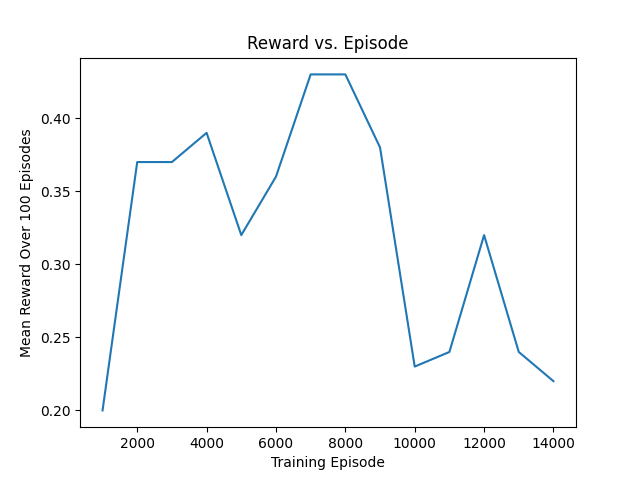 Reward vs. Episode
Mean Reward Over 100 Episodes
0.40
0.35
0.30
0.25
0.20
2000 4000 6000 8000 10000 12000 14000
Training Episode